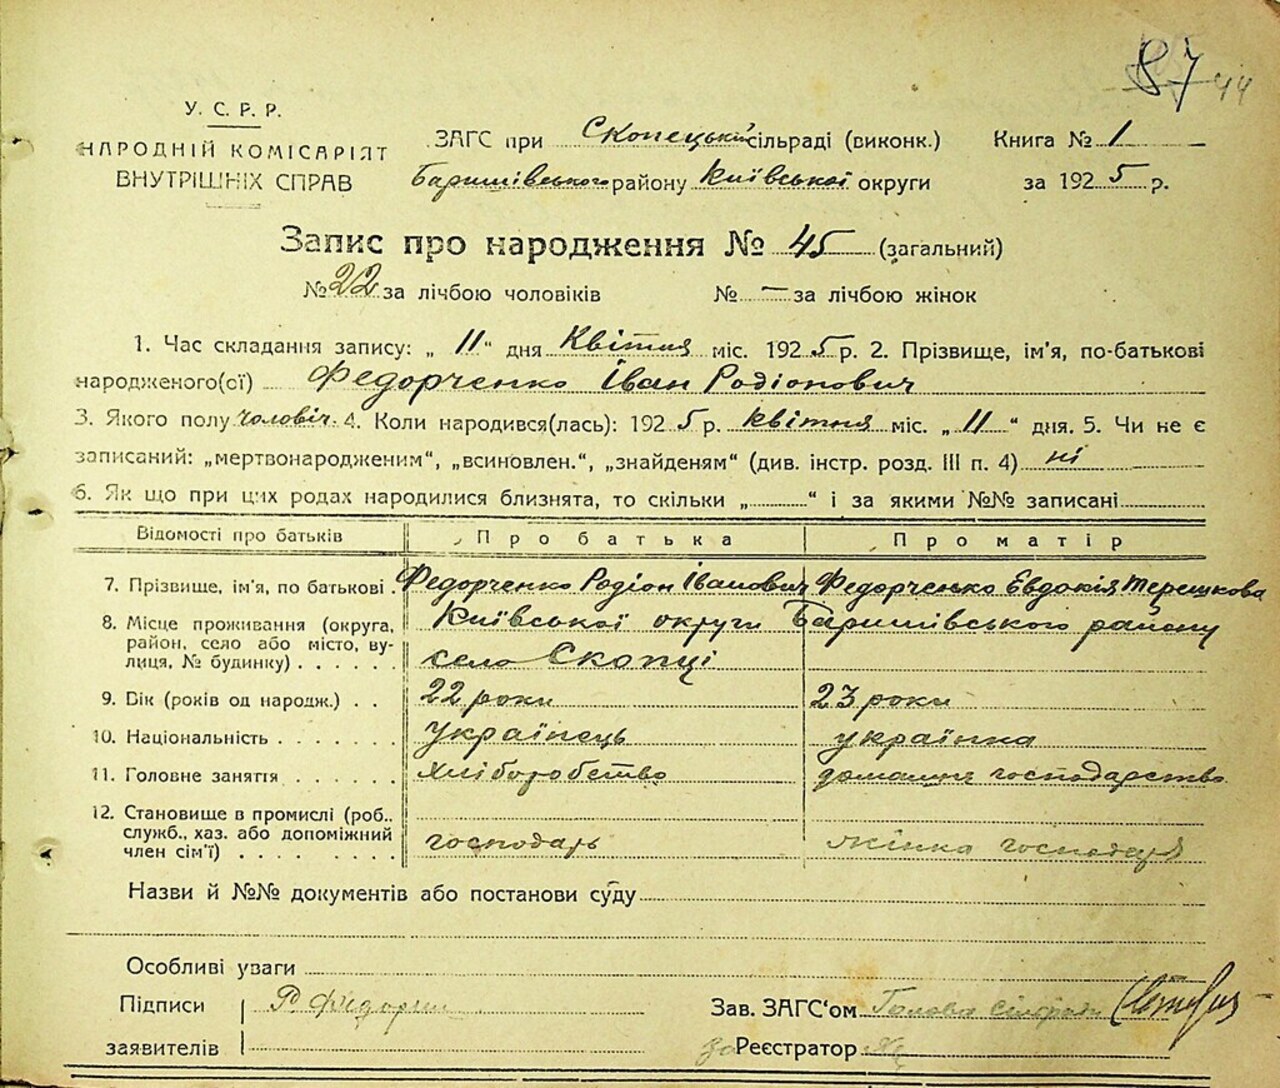 87
44
У. С. Р. Р.
НАРОДНІЙ КОМІСАРІЯТ
ВНУТРІШНІХ СПРАВ
ЗАГС при Скопецькій сільраді (виконк.) Книга № 1
Баришівського району Київської округи за 1925 р.
Запис про народження № 45 (загальний)
№ 22 за лічбою чоловіків № — за лічбою жінок
1. Час складання запису: „11" дня Квітня міс. 1925 р. 2. Прізвище, ім'я, по-батькові
народженого(сї) Федорченко Іван Родіонович
3. Якого полу чоловіч. 4. Коли народився(лась): 1925 р. квітня міс. „11" дня. 5. Чи не є
записаний: „мертвонародженим", „всиновлен.", „знайденям" (див. інстр. розд. III п. 4) ні
6. Як що при цих родах народилися близнята, то скільки „ " і за якими №№ записані
Відомості про батьків Про батька Про матір
7. Прізвище, ім'я, по батькові Федорченко Родіон Іванович Федорченко Евдокія Терешкова
8. Місце проживання (округа, район, село або місто, вулиця, № будинку) Київської округи Баришівського району
село Скопці
9. Вік (років од народж.) 22 роки 23 роки
10. Національність українець українка
11. Головне заняття хліборобство домашнє господарство
12. Становище в промислі (роб.. служб., хаз. або допоміжний член сім'ї) господарь жінка господаря
Назви й №№ документів або постанови суду
Особливі уваги
Підписи Р Федорч Зав. ЗАГС'ом Голова сільради
заявителів за Реєстратор